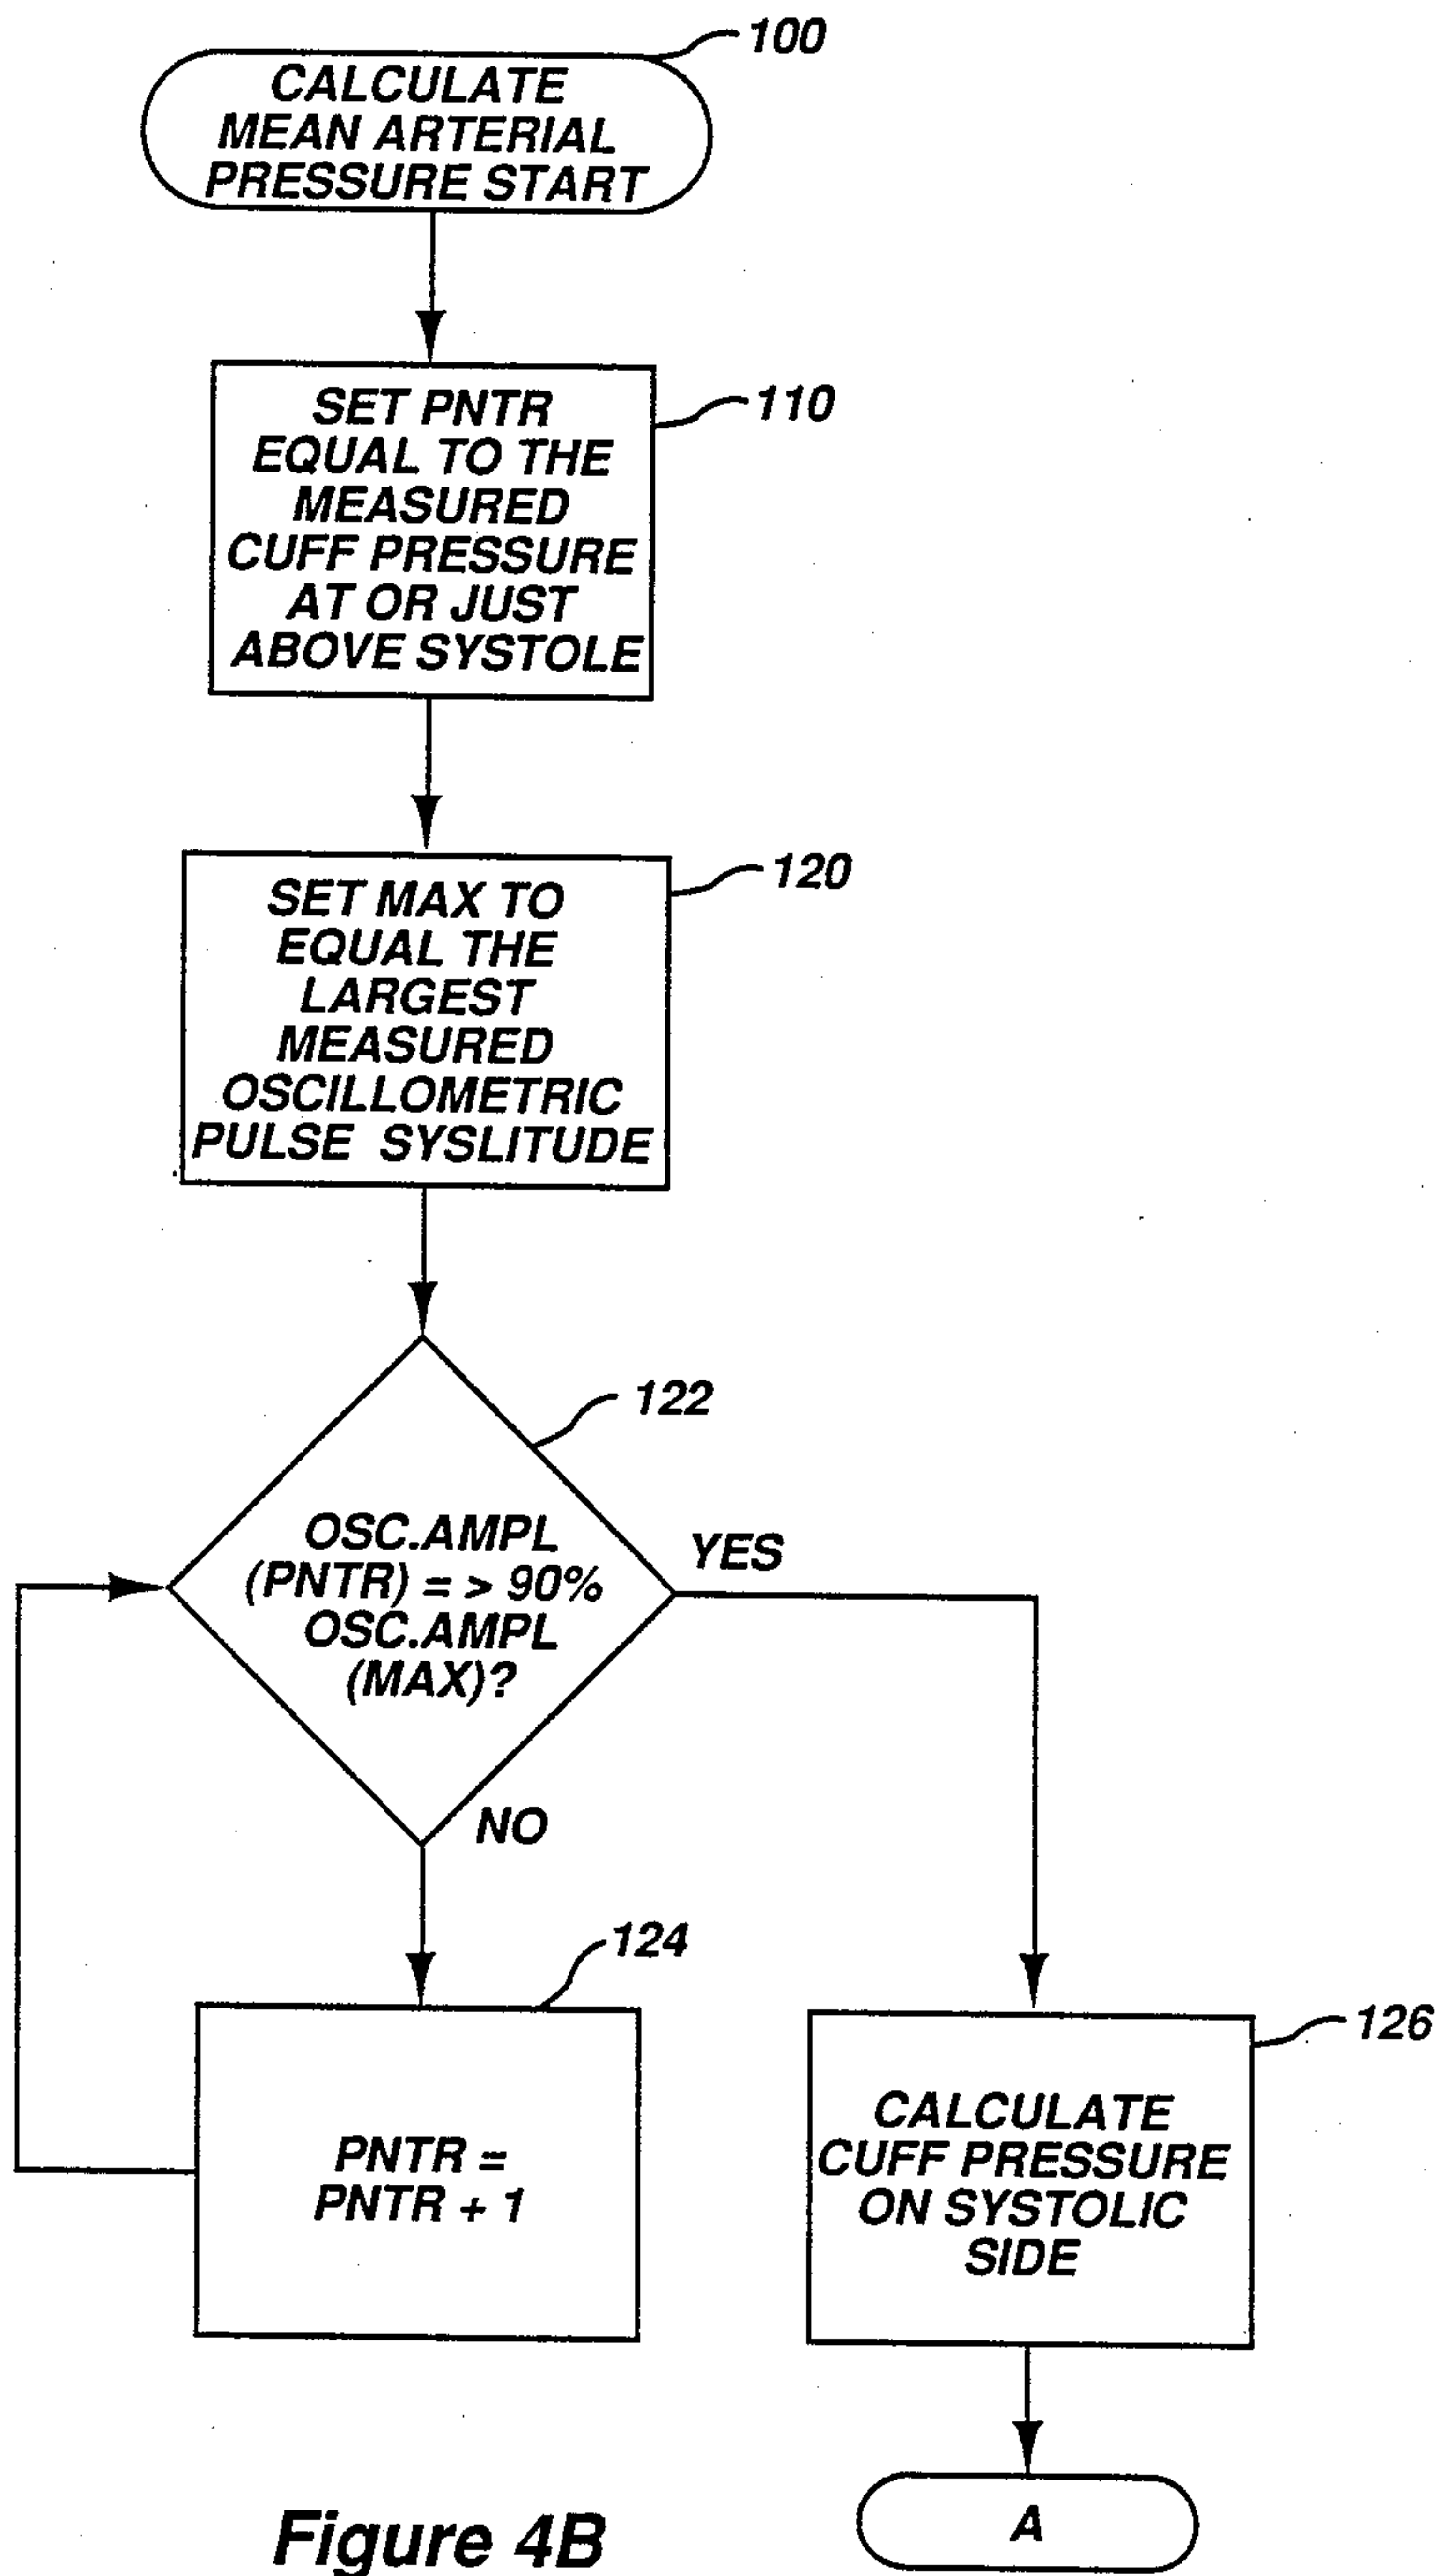 100
CALCULATE
MEAN ARTERIAL
PRESSURE START
110
SET PNTR
EQUAL TO THE
MEASURED
CUFF PRESSURE
AT OR JUST
ABOVE SYSTOLE
120
SET MAX TO
EQUAL THE
LARGEST
MEASURED
OSCILLOMETRIC
PULSE SYSLITUDE
122
OSC.AMPL
(PNTR) = > 90%
OSC.AMPL
(MAX)?
YES
NO
124
PNTR =
PNTR + 1
126
CALCULATE
CUFF PRESSURE
ON SYSTOLIC
SIDE
A
Figure 4B